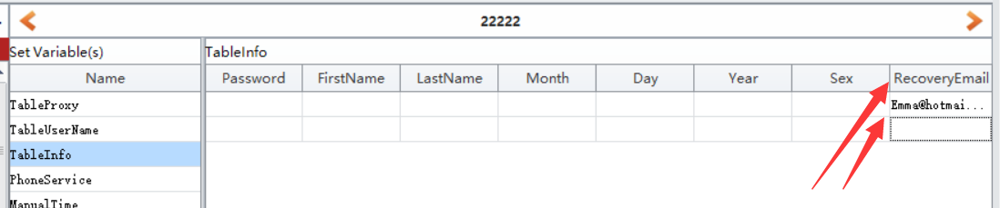 22222
Set Variable(s) TableInfo
Name Password FirstName LastName Month Day Year Sex RecoveryEmail
TableProxy Emma@hotmai...
TableUserName
TableInfo
PhoneService
ManualTime